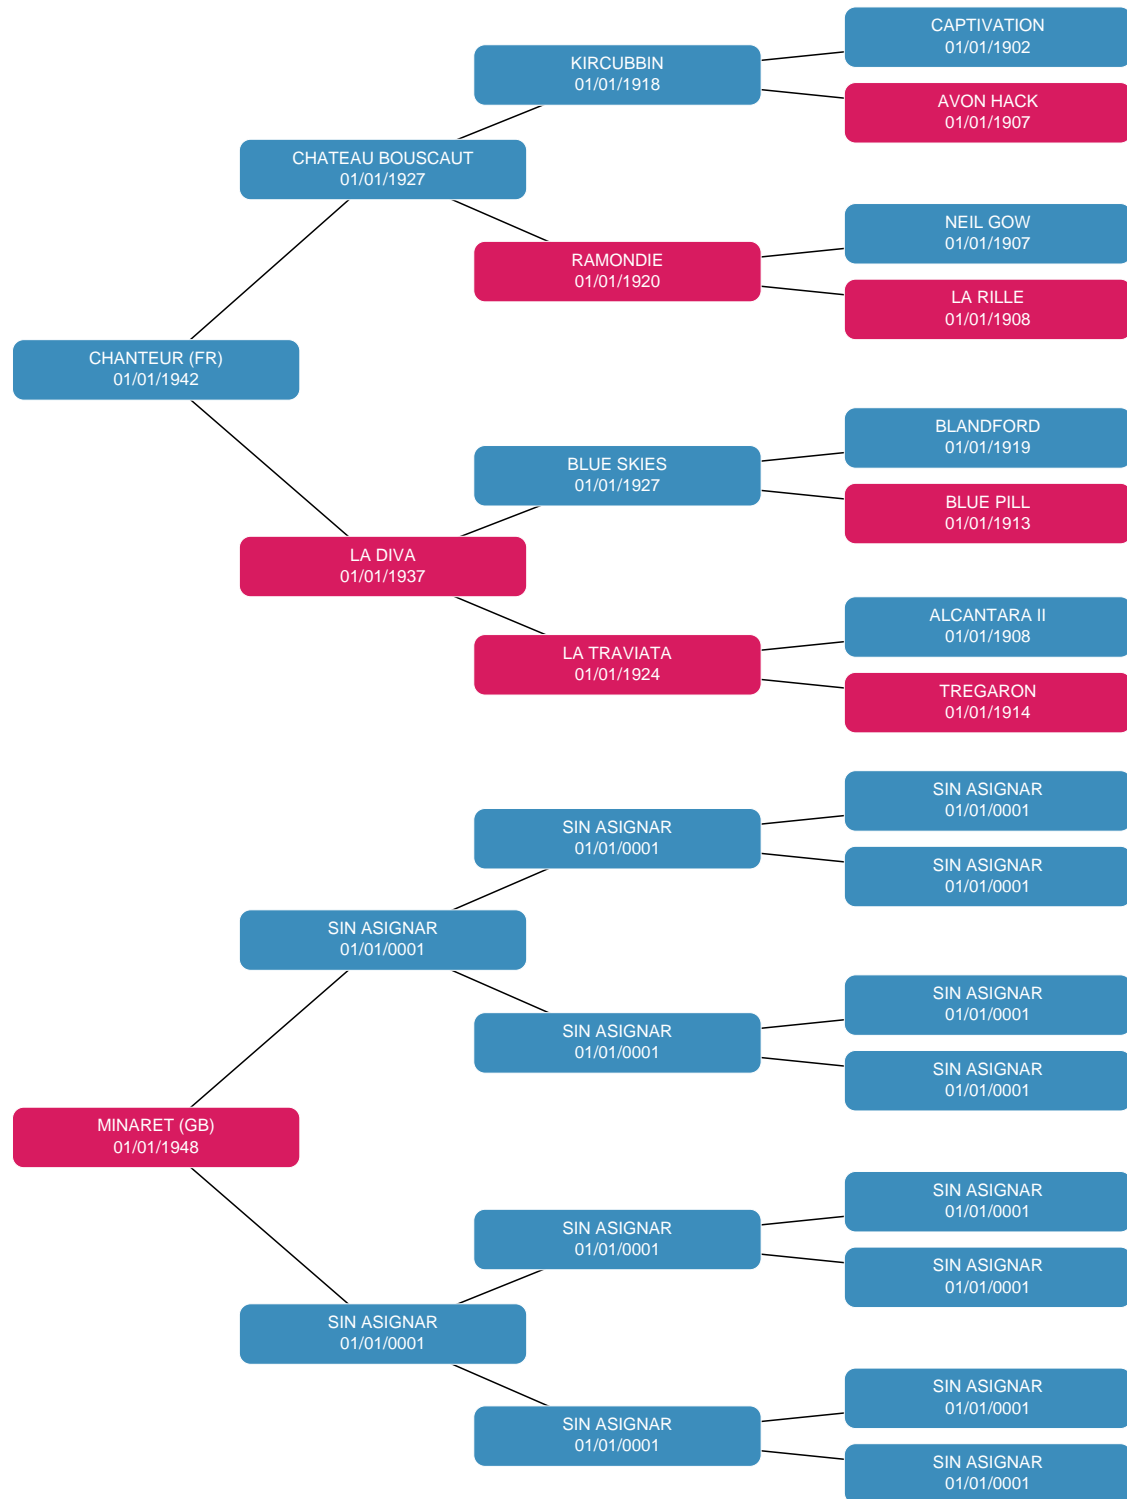 CAPTIVATION
01/01/1902
KIRCUBBIN
01/01/1918
AVON HACK
01/01/1907
CHATEAU BOUSCAUT
01/01/1927
NEIL GOW
01/01/1907
RAMONDIE
01/01/1920
LA RILLE
01/01/1908
CHANTEUR (FR)
01/01/1942
BLANDFORD
01/01/1919
BLUE SKIES
01/01/1927
BLUE PILL
01/01/1913
LA DIVA
01/01/1937
ALCANTARA II
01/01/1908
LA TRAVIATA
01/01/1924
TREGARON
01/01/1914
SIN ASIGNAR
01/01/0001
SIN ASIGNAR
01/01/0001
SIN ASIGNAR
01/01/0001
SIN ASIGNAR
01/01/0001
SIN ASIGNAR
01/01/0001
SIN ASIGNAR
01/01/0001
SIN ASIGNAR
01/01/0001
MINARET (GB)
01/01/1948
SIN ASIGNAR
01/01/0001
SIN ASIGNAR
01/01/0001
SIN ASIGNAR
01/01/0001
SIN ASIGNAR
01/01/0001
SIN ASIGNAR
01/01/0001
SIN ASIGNAR
01/01/0001
SIN ASIGNAR
01/01/0001